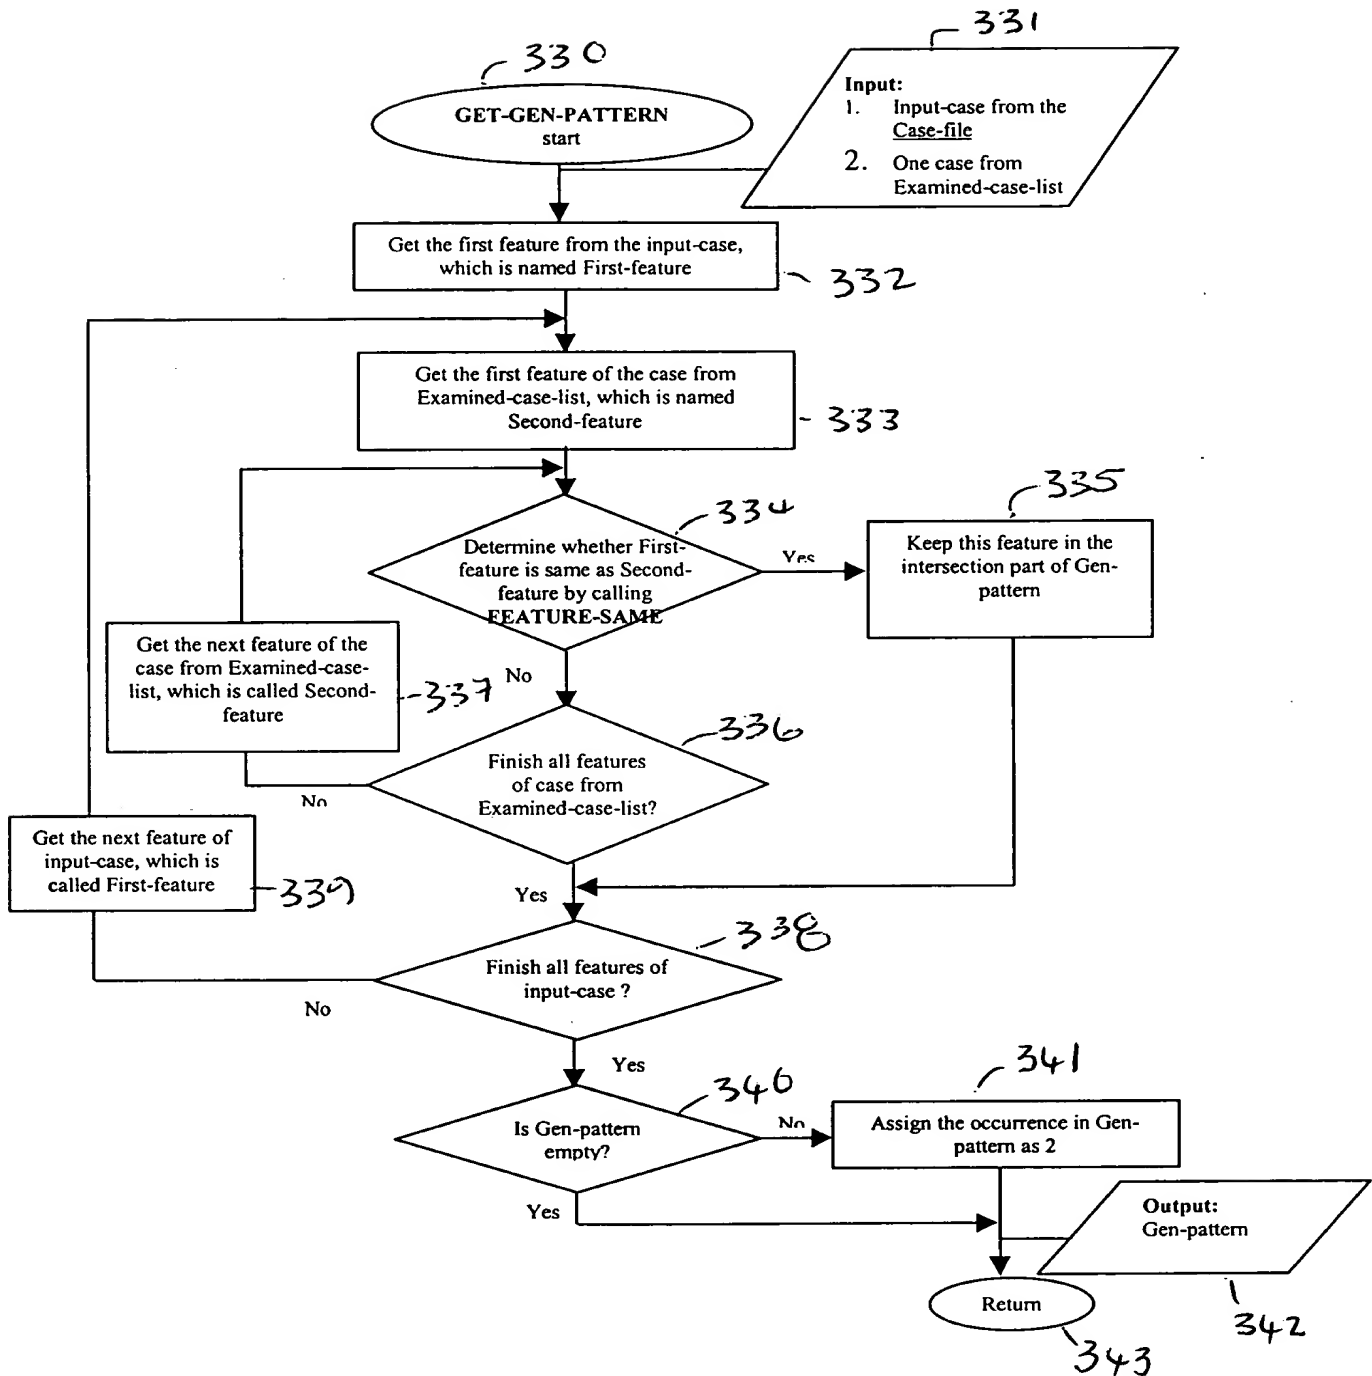 330
GET-GEN-PATTERN
start
331
Input:
1. Input-case from the
Case-file
2. One case from
Examined-case-list
Get the first feature from the input-case,
which is named First-feature
332
Get the first feature of the case from
Examined-case-list, which is named
Second-feature
333
334
Determine whether First-
feature is same as Second-
feature by calling
FEATURE-SAME
Yes
335
Keep this feature in the
intersection part of Gen-
pattern
Get the next feature of the
case from Examined-case-
list, which is called Second-
feature
337
No
336
Finish all features
of case from
Examined-case-list?
No
Get the next feature of
input-case, which is
called First-feature
339
Yes
338
Finish all features of
input-case ?
No
Yes
340
Is Gen-pattern
empty?
No
341
Assign the occurrence in Gen-
pattern as 2
Yes
Output:
Gen-pattern
342
Return
343